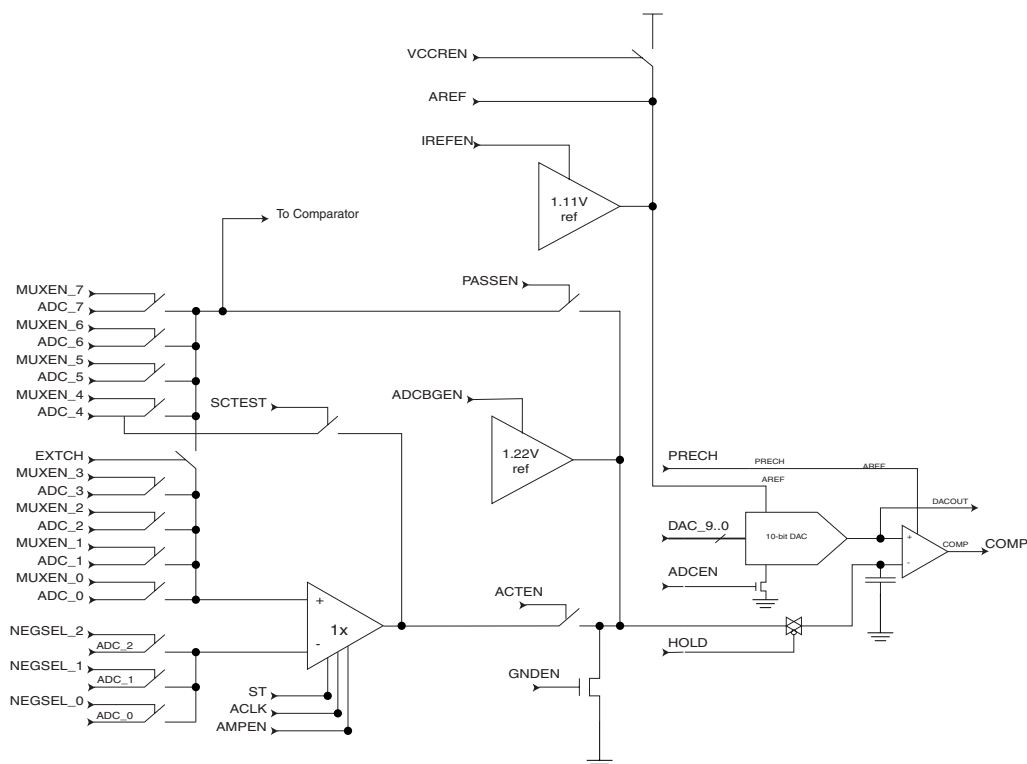 VCCREN
AREF
IREFEN
1.11V
ref
To Comparator
PASSEN
MUXEN_7
ADC_7
MUXEN_6
ADC_6
MUXEN_5
ADC_5
MUXEN_4
ADC_4
SCTEST
ADCBGEN
1.22V
ref
EXTCH
MUXEN_3
ADC_3
MUXEN_2
ADC_2
MUXEN_1
ADC_1
MUXEN_0
ADC_0
PRECH
PRECH
AREF
AREF
DACOUT
DAC_9..0
10-bit DAC
+
-
COMP
COMP
ADCEN
ACTEN
+
-
1x
NEGSEL_2
ADC_2
NEGSEL_1
ADC_1
NEGSEL_0
ADC_0
HOLD
GNDEN
ST
ACLK
AMPEN